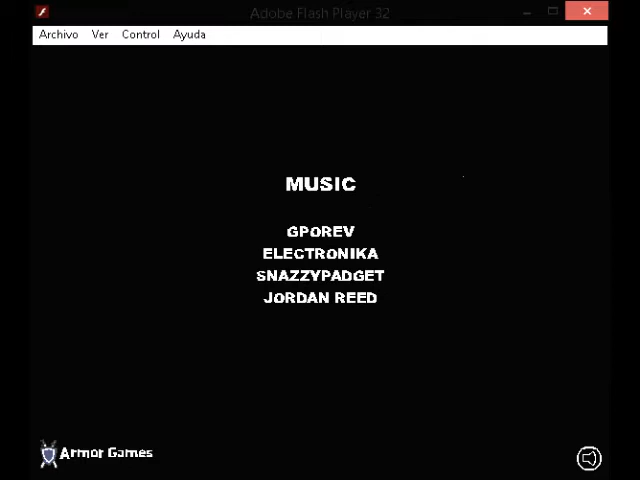 Adobe Flash Player 32
Archivo Ver Control Ayuda
MUSIC
GPOREV
ELECTRONIKA
SNAZZYPADGET
JORDAN REED
Armor Games